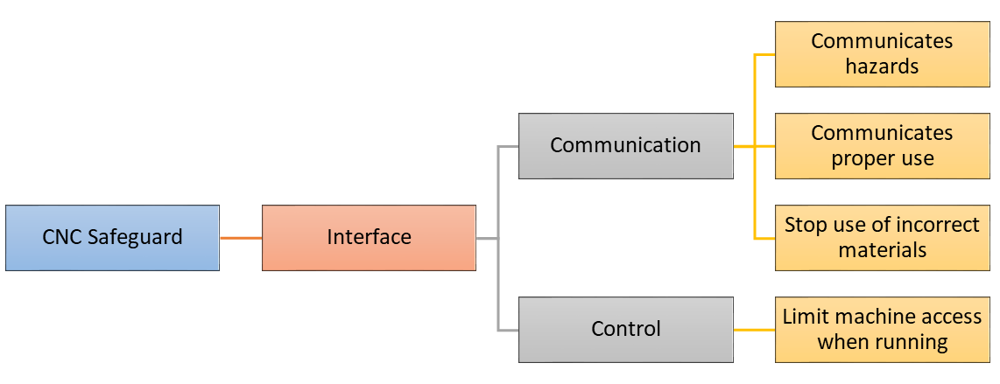 CNC Safeguard
Interface
Communication
Communicates
hazards
Communicates
proper use
Stop use of incorrect
materials
Control
Limit machine access
when running